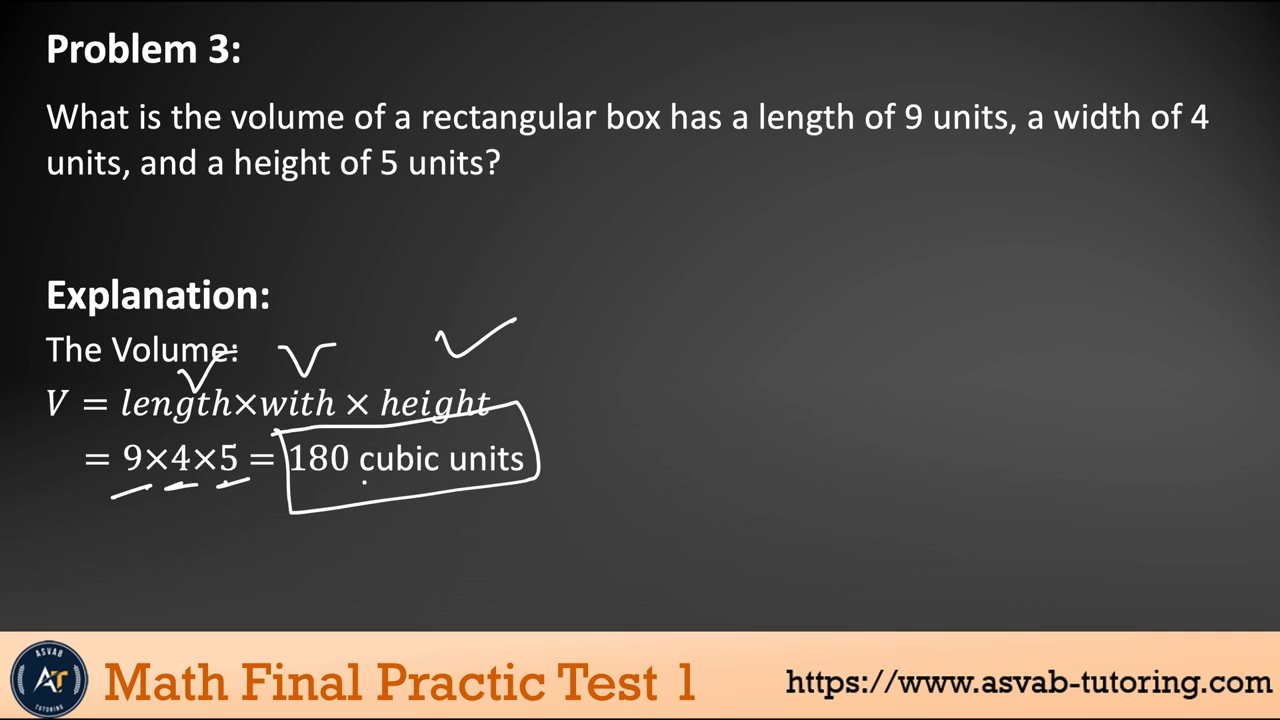 Problem 3:
What is the volume of a rectangular box has a length of 9 units, a width of 4
units, and a height of 5 units?
Explanation:
The Volume:
V = length×with × height
= 9×4×5 = 180 cubic units
ASVAB
AT
TUTORING
Math Final Practic Test 1
https://www.asvab-tutoring.com